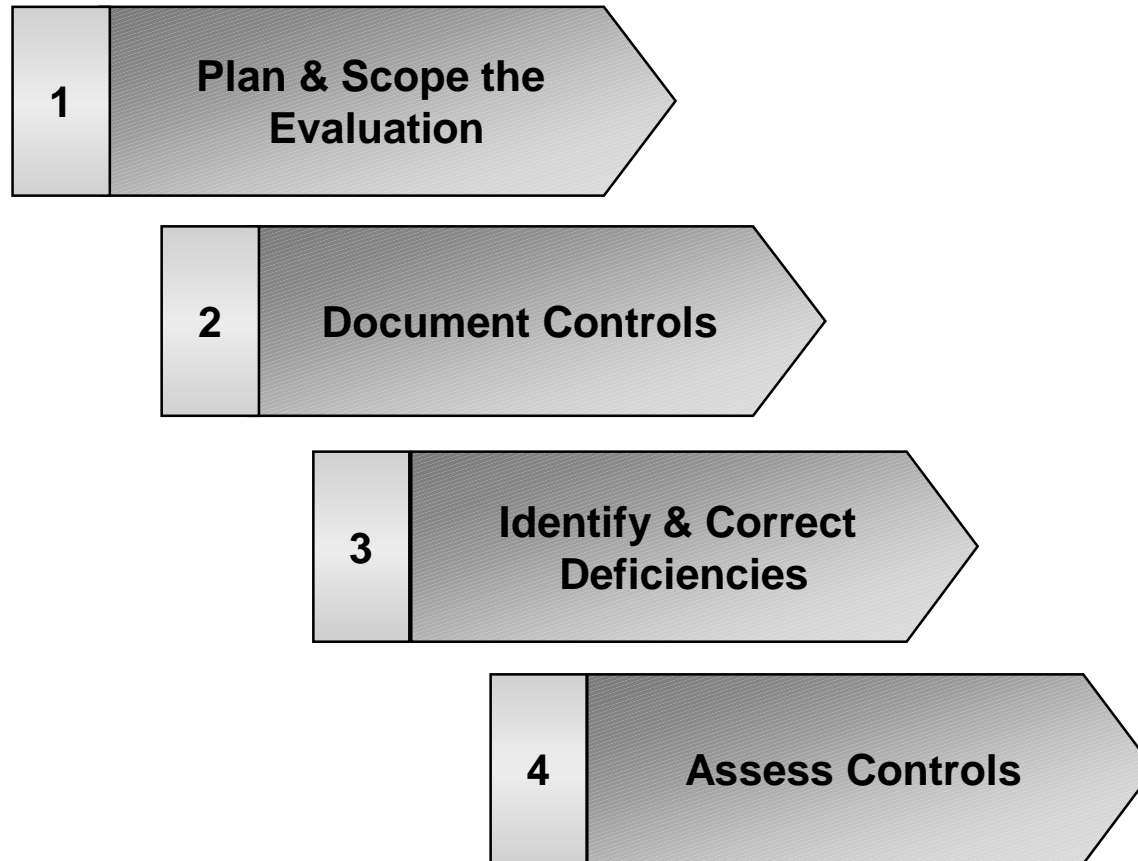 1
Plan & Scope the
Evaluation
2
Document Controls
3
Identify & Correct
Deficiencies
4
Assess Controls